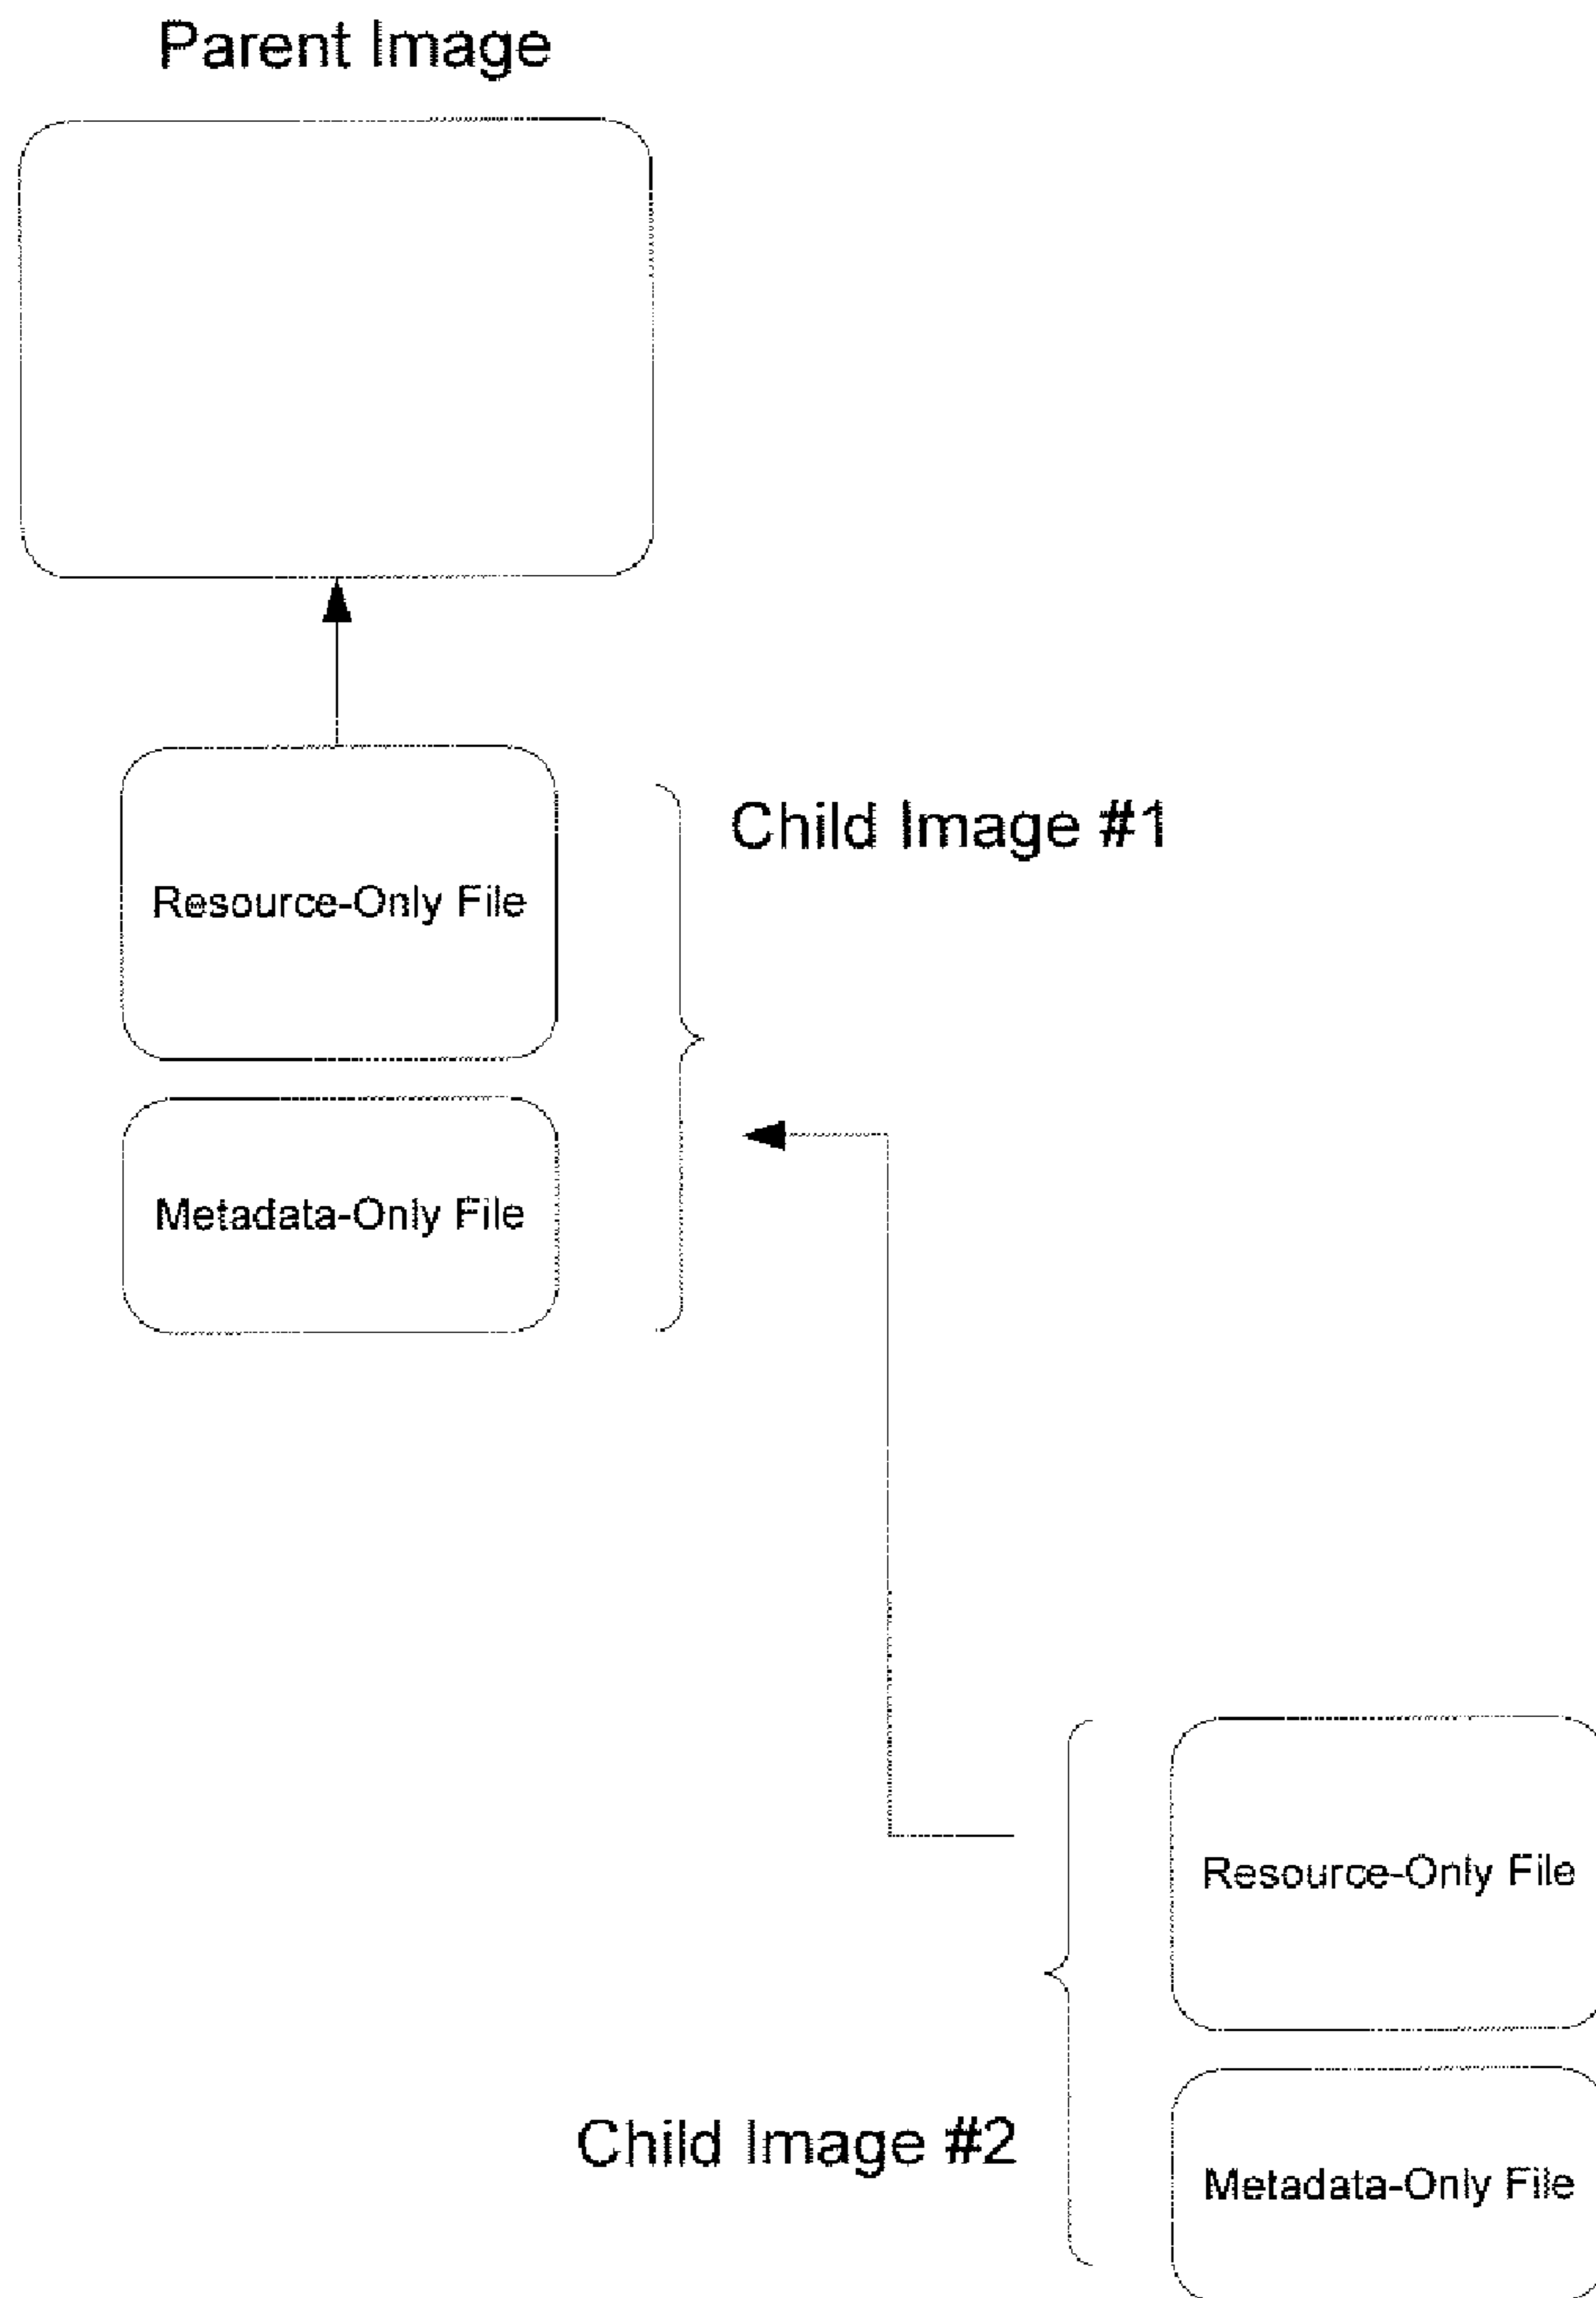 Parent Image
Child Image #1
Resource-Only File
Metadata-Only File
Resource-Only File
Child Image #2
Metadata-Only File